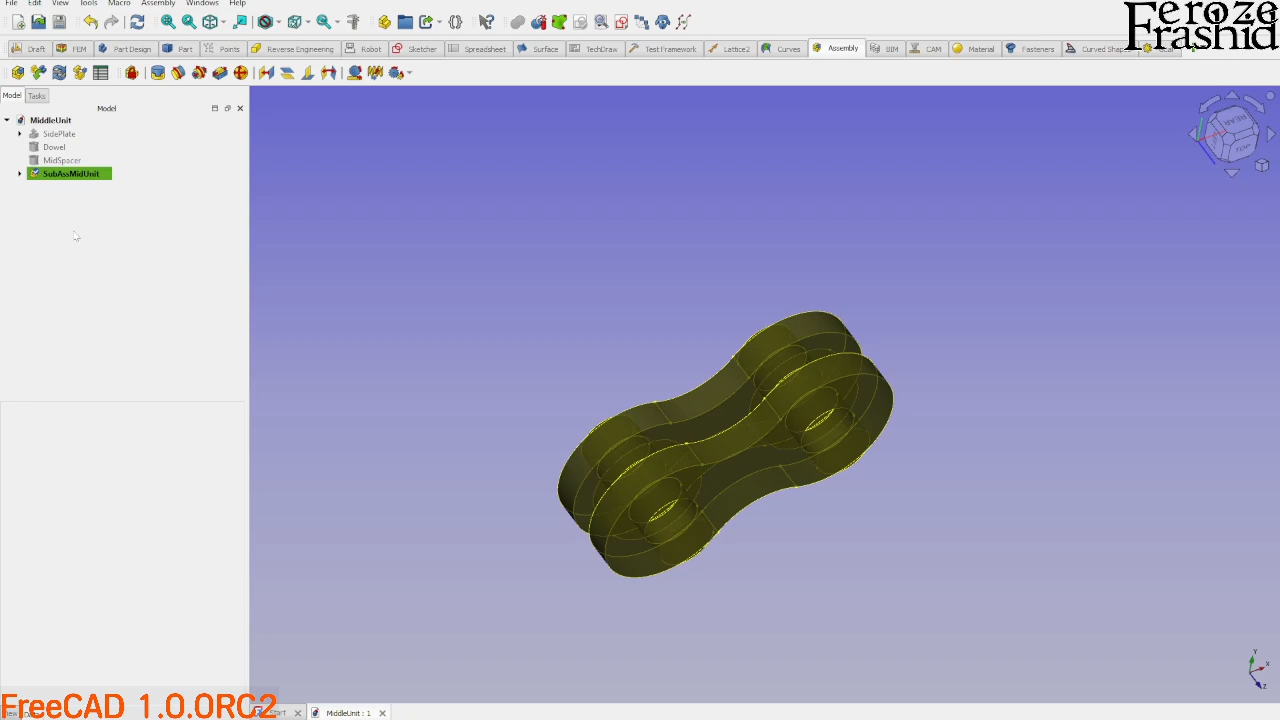 File Edit View Tools Macro Assembly Windows Help
Feroze
Frashid
Draft FEM Part Design Part Points Reverse Engineering Robot Sketcher Spreadsheet Surface TechDraw Test Framework Lattice2 Curves Assembly BIM CAM Material Fasteners Curved Shapes
Model Tasks
Model
MiddleUnit
SidePlate
Dowel
MidSpacer
SubAssMidUnit
REAR
Y
X
Z
FreeCAD 1.0.0RC2
Start MiddleUnit : 1